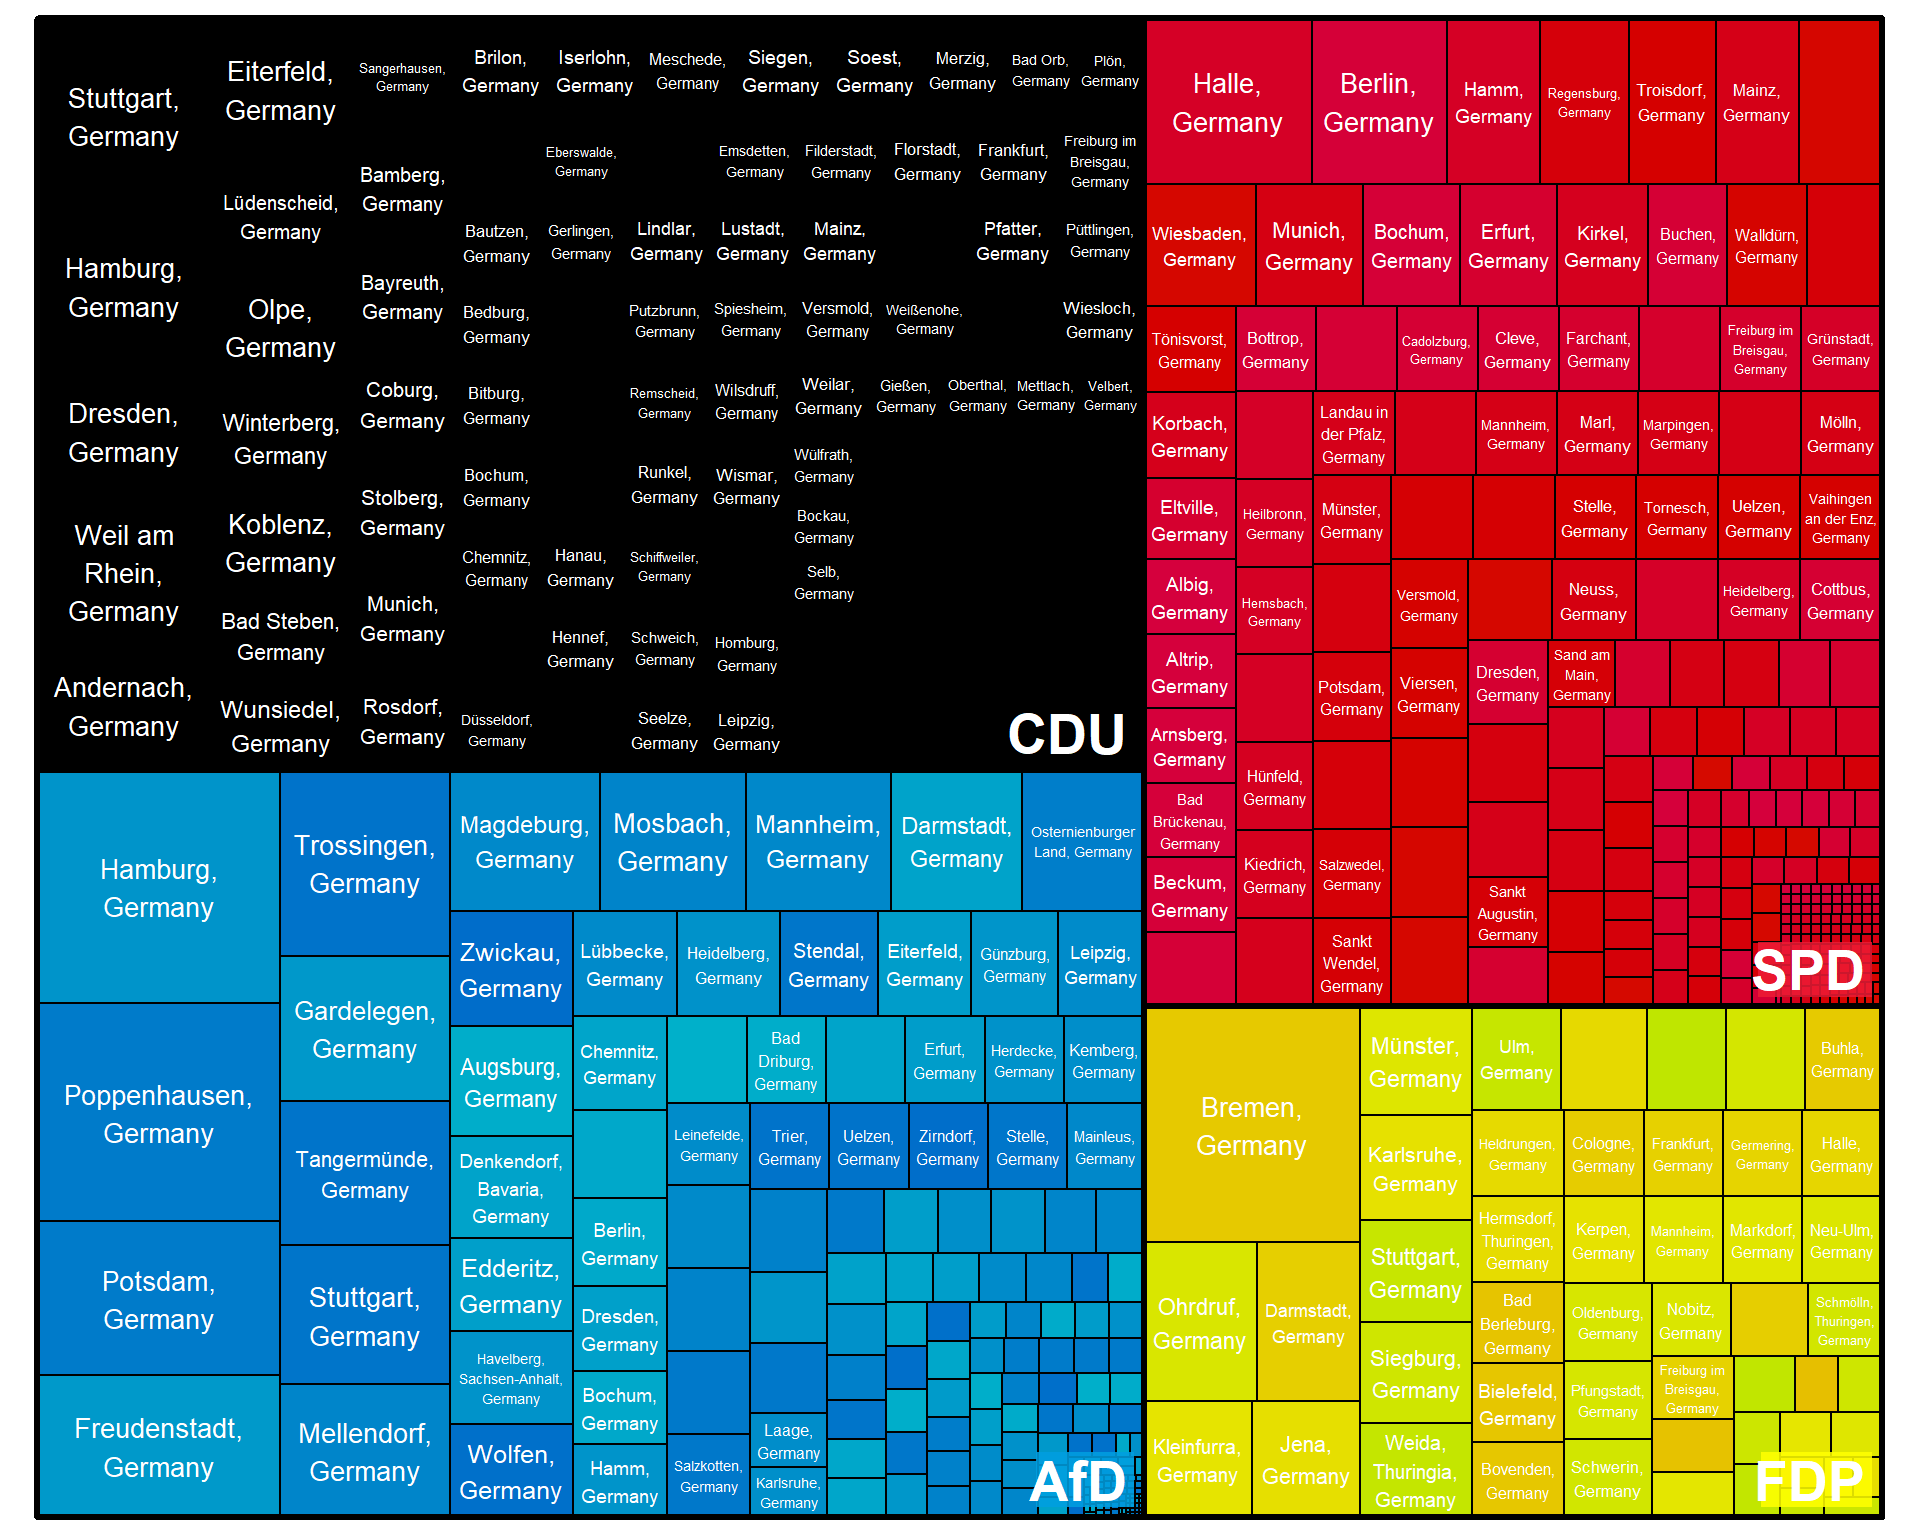 Stuttgart,
Germany
Hamburg,
Germany
Dresden,
Germany
Weil am
Rhein,
Germany
Andernach,
Germany
Eiterfeld,
Germany
Lüdenscheid,
Germany
Olpe,
Germany
Winterberg,
Germany
Koblenz,
Germany
Bad Steben,
Germany
Wunsiedel,
Germany
Sangerhausen,
Germany
Bamberg,
Germany
Bayreuth,
Germany
Coburg,
Germany
Stolberg,
Germany
Munich,
Germany
Rosdorf,
Germany
Brilon,
Germany
Iserlohn,
Germany
Meschede,
Germany
Siegen,
Germany
Soest,
Germany
Merzig,
Germany
Bad Orb,
Germany
Plön,
Germany
Eberswalde,
Germany
Emsdetten,
Germany
Filderstadt,
Germany
Florstadt,
Germany
Frankfurt,
Germany
Freiburg im
Breisgau,
Germany
Bautzen,
Germany
Gerlingen,
Germany
Lindlar,
Germany
Lustadt,
Germany
Mainz,
Germany
Pfatter,
Germany
Püttlingen,
Germany
Bedburg,
Germany
Putzbrunn,
Germany
Spiesheim,
Germany
Versmold,
Germany
Weißenohe,
Germany
Wiesloch,
Germany
Bitburg,
Germany
Remscheid,
Germany
Wilsdruff,
Germany
Weilar,
Germany
Gießen,
Germany
Oberthal,
Germany
Mettlach,
Germany
Velbert,
Germany
Bochum,
Germany
Runkel,
Germany
Wismar,
Germany
Wülfrath,
Germany
Bockau,
Germany
Chemnitz,
Germany
Hanau,
Germany
Schiffweiler,
Germany
Selb,
Germany
Hennef,
Germany
Schweich,
Germany
Homburg,
Germany
Düsseldorf,
Germany
Seelze,
Germany
Leipzig,
Germany
CDU
Halle,
Germany
Berlin,
Germany
Hamm,
Germany
Regensburg,
Germany
Troisdorf,
Germany
Mainz,
Germany
Wiesbaden,
Germany
Munich,
Germany
Bochum,
Germany
Erfurt,
Germany
Kirkel,
Germany
Buchen,
Germany
Walldürn,
Germany
Tönisvorst,
Germany
Bottrop,
Germany
Cadolzburg,
Germany
Cleve,
Germany
Farchant,
Germany
Freiburg im
Breisgau,
Germany
Grünstadt,
Germany
Korbach,
Germany
Landau in
der Pfalz,
Germany
Mannheim,
Germany
Marl,
Germany
Marpingen,
Germany
Mölln,
Germany
Eltville,
Germany
Heilbronn,
Germany
Münster,
Germany
Stelle,
Germany
Tornesch,
Germany
Uelzen,
Germany
Vaihingen
an der Enz,
Germany
Albig,
Germany
Hemsbach,
Germany
Versmold,
Germany
Neuss,
Germany
Heidelberg,
Germany
Cottbus,
Germany
Altrip,
Germany
Potsdam,
Germany
Viersen,
Germany
Dresden,
Germany
Sand am
Main,
Germany
Arnsberg,
Germany
Hünfeld,
Germany
Bad
Brückenau,
Germany
Beckum,
Germany
Kiedrich,
Germany
Salzwedel,
Germany
Sankt
Augustin,
Germany
Sankt
Wendel,
Germany
SPD
Hamburg,
Germany
Poppenhausen,
Germany
Potsdam,
Germany
Freudenstadt,
Germany
Trossingen,
Germany
Gardelegen,
Germany
Tangermünde,
Germany
Stuttgart,
Germany
Mellendorf,
Germany
Magdeburg,
Germany
Mosbach,
Germany
Mannheim,
Germany
Darmstadt,
Germany
Osternienburger
Land, Germany
Zwickau,
Germany
Lübbecke,
Germany
Heidelberg,
Germany
Stendal,
Germany
Eiterfeld,
Germany
Günzburg,
Germany
Leipzig,
Germany
Augsburg,
Germany
Chemnitz,
Germany
Bad
Driburg,
Germany
Erfurt,
Germany
Herdecke,
Germany
Kemberg,
Germany
Denkendorf,
Bavaria,
Germany
Leinefelde,
Germany
Trier,
Germany
Uelzen,
Germany
Zirndorf,
Germany
Stelle,
Germany
Mainleus,
Germany
Edderitz,
Germany
Berlin,
Germany
Havelberg,
Sachsen-Anhalt,
Germany
Dresden,
Germany
Bochum,
Germany
Wolfen,
Germany
Hamm,
Germany
Salzkotten,
Germany
Laage,
Germany
Karlsruhe,
Germany
AfD
Bremen,
Germany
Ohrdruf,
Germany
Darmstadt,
Germany
Kleinfurra,
Germany
Jena,
Germany
Münster,
Germany
Karlsruhe,
Germany
Stuttgart,
Germany
Siegburg,
Germany
Weida,
Thuringia,
Germany
Ulm,
Germany
Buhla,
Germany
Heldrungen,
Germany
Cologne,
Germany
Frankfurt,
Germany
Germering,
Germany
Halle,
Germany
Hermsdorf,
Thuringen,
Germany
Kerpen,
Germany
Mannheim,
Germany
Markdorf,
Germany
Neu-Ulm,
Germany
Bad
Berleburg,
Germany
Oldenburg,
Germany
Nobitz,
Germany
Schmölln,
Thuringen,
Germany
Bielefeld,
Germany
Pfungstadt,
Germany
Freiburg im
Breisgau,
Germany
Bovenden,
Germany
Schwerin,
Germany
FDP